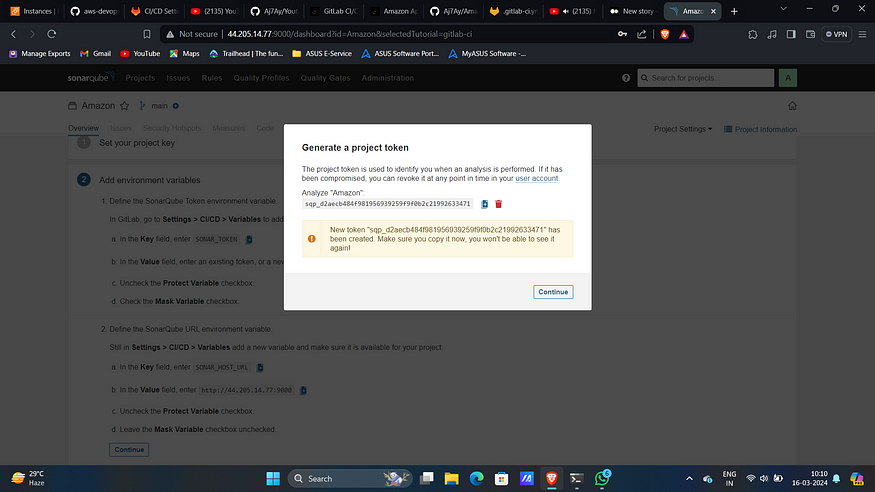 Instances |
aws-devop
CI/CD Sett
(2135) You
Aj7Ay/Yout
GitLab CI/C
Amazon Ap
Aj7Ay/Ama
.gitlab-ci.yi
(2135) I
New story
Amaz
Not secure | 44.205.14.77:9000/dashboard?id=Amazon&selectedTutorial=gitlab-ci
VPN
Manage Exports
Gmail
YouTube
Maps
Trailhead | The fun...
ASUS E-Service
ASUS Software Port...
MyASUS Software -...
sonarqube
Projects
Issues
Rules
Quality Profiles
Quality Gates
Administration
Search for projects...
A
Amazon
main
Overview
Issues
Security Hotspots
Measures
Code
Project Settings
Project Information
1 Set your project key
2 Add environment variables
1. Define the SonarQube Token environment variable.
In GitLab, go to Settings > CI/CD > Variables to add
a. In the Key field, enter SONAR_TOKEN
b. In the Value field, enter an existing token, or a new
c. Uncheck the Protect Variable checkbox.
d. Check the Mask Variable checkbox.
2. Define the SonarQube URL environment variable.
Still in Settings > CI/CD > Variables add a new variable and make sure it is available for your project:
a. In the Key field, enter SONAR_HOST_URL
b. In the Value field, enter http://44.205.14.77:9000
c. Uncheck the Protect Variable checkbox.
d. Leave the Mask Variable checkbox unchecked.
Continue
Generate a project token
The project token is used to identify you when an analysis is performed. If it has
been compromised, you can revoke it at any point in time in your user account.
Analyze "Amazon":
sqp_d2aecb484f981956939259f9f0b2c21992633471
New token "sqp_d2aecb484f981956939259f9f0b2c21992633471" has
been created. Make sure you copy it now, you won't be able to see it
again!
Continue
29°C
Haze
Search
6
ENG
IN
10:10
16-03-2024